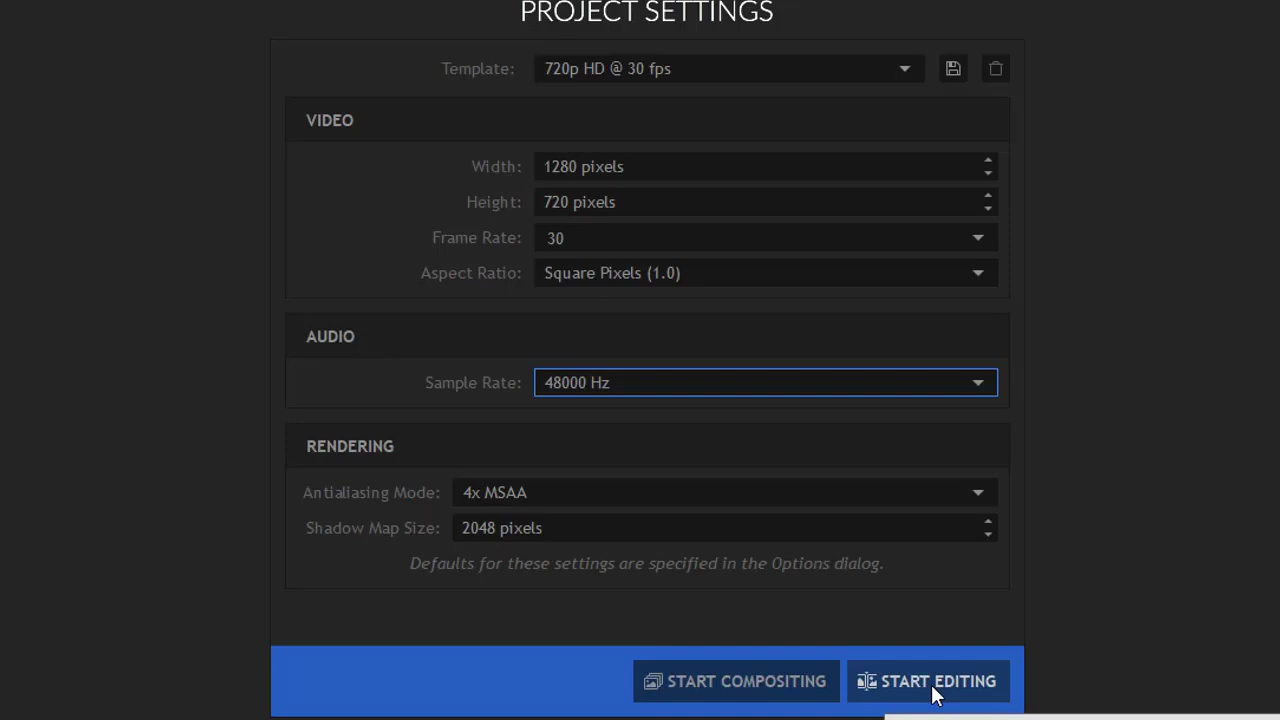 PROJECT SETTINGS
Template: 720p HD @ 30 fps
VIDEO
Width: 1280 pixels
Height: 720 pixels
Frame Rate: 30
Aspect Ratio: Square Pixels (1.0)
AUDIO
Sample Rate: 48000 Hz
RENDERING
Antialiasing Mode: 4x MSAA
Shadow Map Size: 2048 pixels
Defaults for these settings are specified in the Options dialog.
START COMPOSITING START EDITING